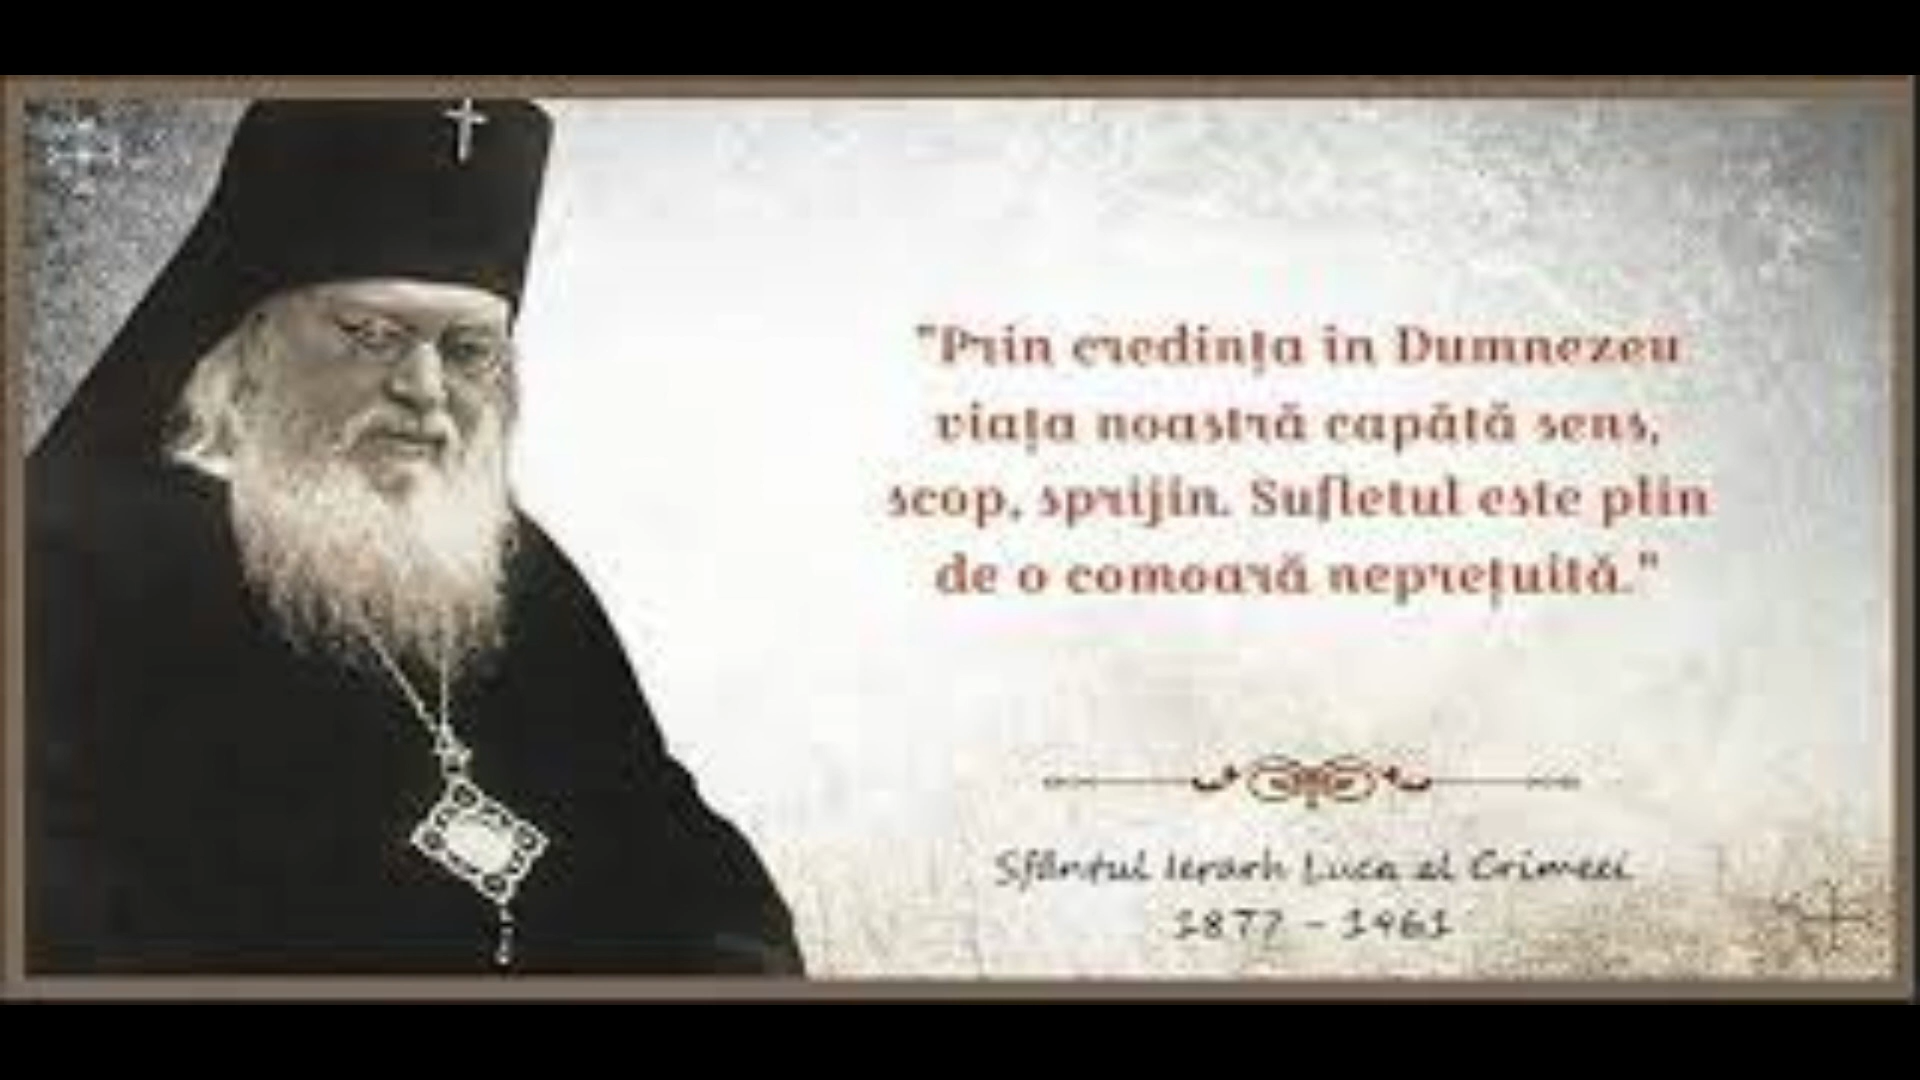 "Prin credința în Dumnezeu
viața noastră capătă sens,
scop, sprijin. Sufletul este plin
de o comoară neprețuită."
Sfântul Ierarh Luca al Crimeei
1877 - 1961